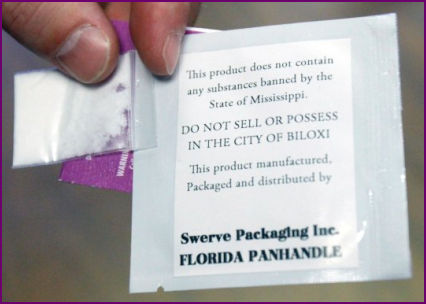 This product does not contain
any substances banned by the
State of Mississippi.
DO NOT SELL OR POSSESS
IN THE CITY OF BILOXI
This product manufactured,
Packaged and distributed by
Swerve Packaging Inc.
FLORIDA PANHANDLE
WARNING